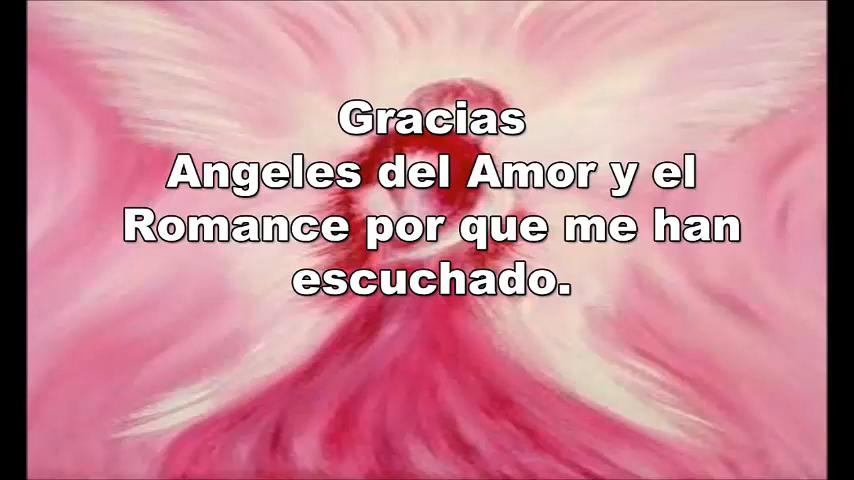 Gracias
Angeles del Amor y el
Romance por que me han
escuchado.